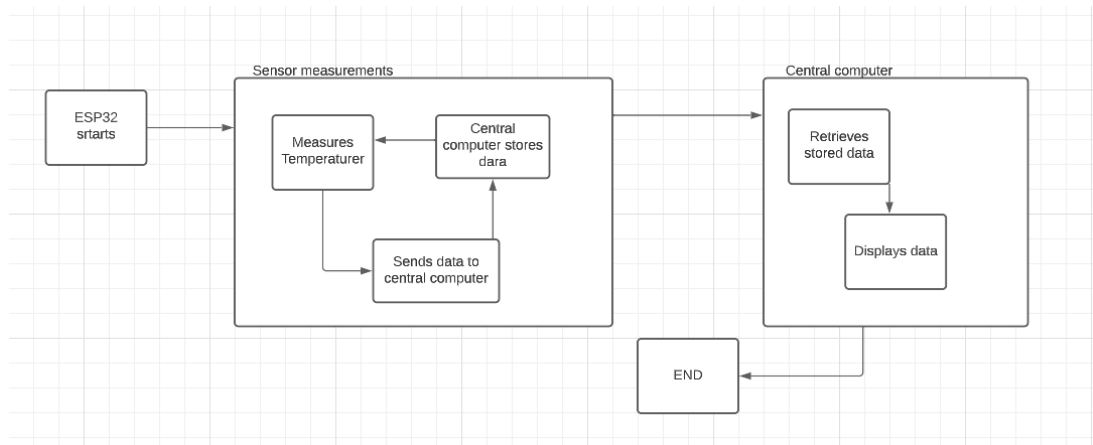 Sensor measurements
Central computer
ESP32
srtarts
Measures
Temperaturer
Central
computer stores
dara
Retrieves
stored data
Sends data to
central computer
Displays data
END